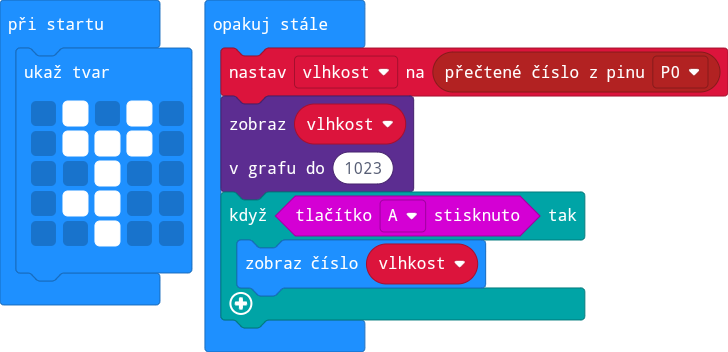 při startu
ukaž tvar
opakuj stále
nastav vlhkost na přečtené číslo z pinu P0
zobraz vlhkost
v grafu do 1023
když tlačítko A stisknuto tak
zobraz číslo vlhkost